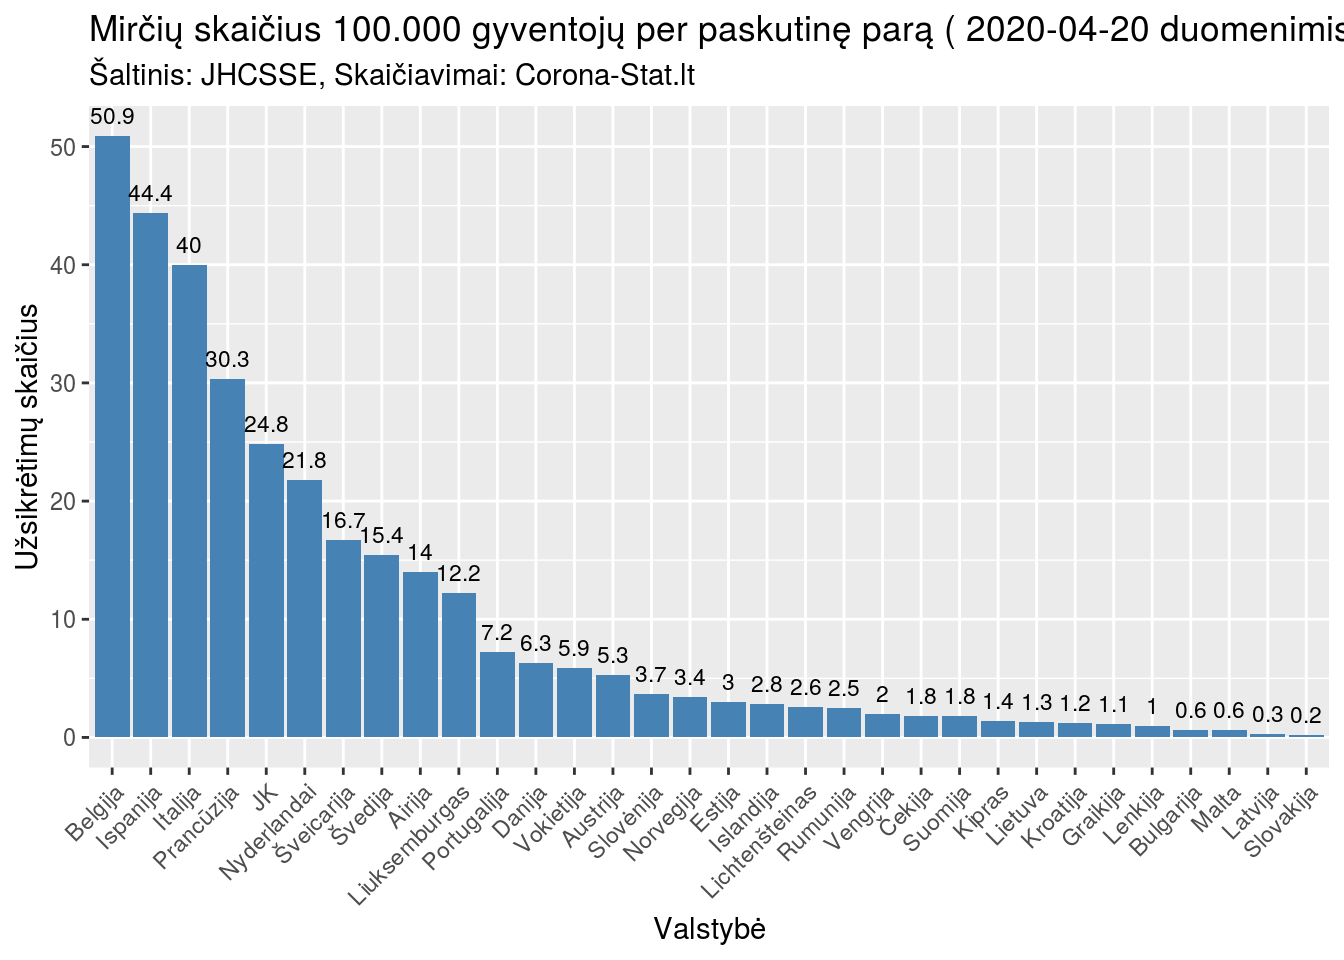 Mirčių skaičius 100.000 gyventojų per paskutinę parą ( 2020-04-20 duomenimis
Šaltinis: JHCSSE, Skaičiavimai: Corona-Stat.lt
Užsikrėtimų skaičius
50
40
30
20
10
0
50.9
44.4
40
30.3
24.8
21.8
16.7
15.4
14
12.2
7.2
6.3
5.9
5.3
3.7
3.4
3
2.8
2.6
2.5
2
1.8
1.8
1.4
1.3
1.2
1.1
1
0.6
0.6
0.3
0.2
Belgija
Ispanija
Italija
Prancūzija
JK
Nyderlandai
Šveicarija
Švedija
Airija
Liuksemburgas
Portugalija
Danija
Vokietija
Austrija
Slovėnija
Norvegija
Estija
Islandija
Lichtenšteinas
Rumunija
Vengrija
Čekija
Suomija
Kipras
Lietuva
Kroatija
Graikija
Lenkija
Bulgarija
Malta
Latvija
Slovakija
Valstybė